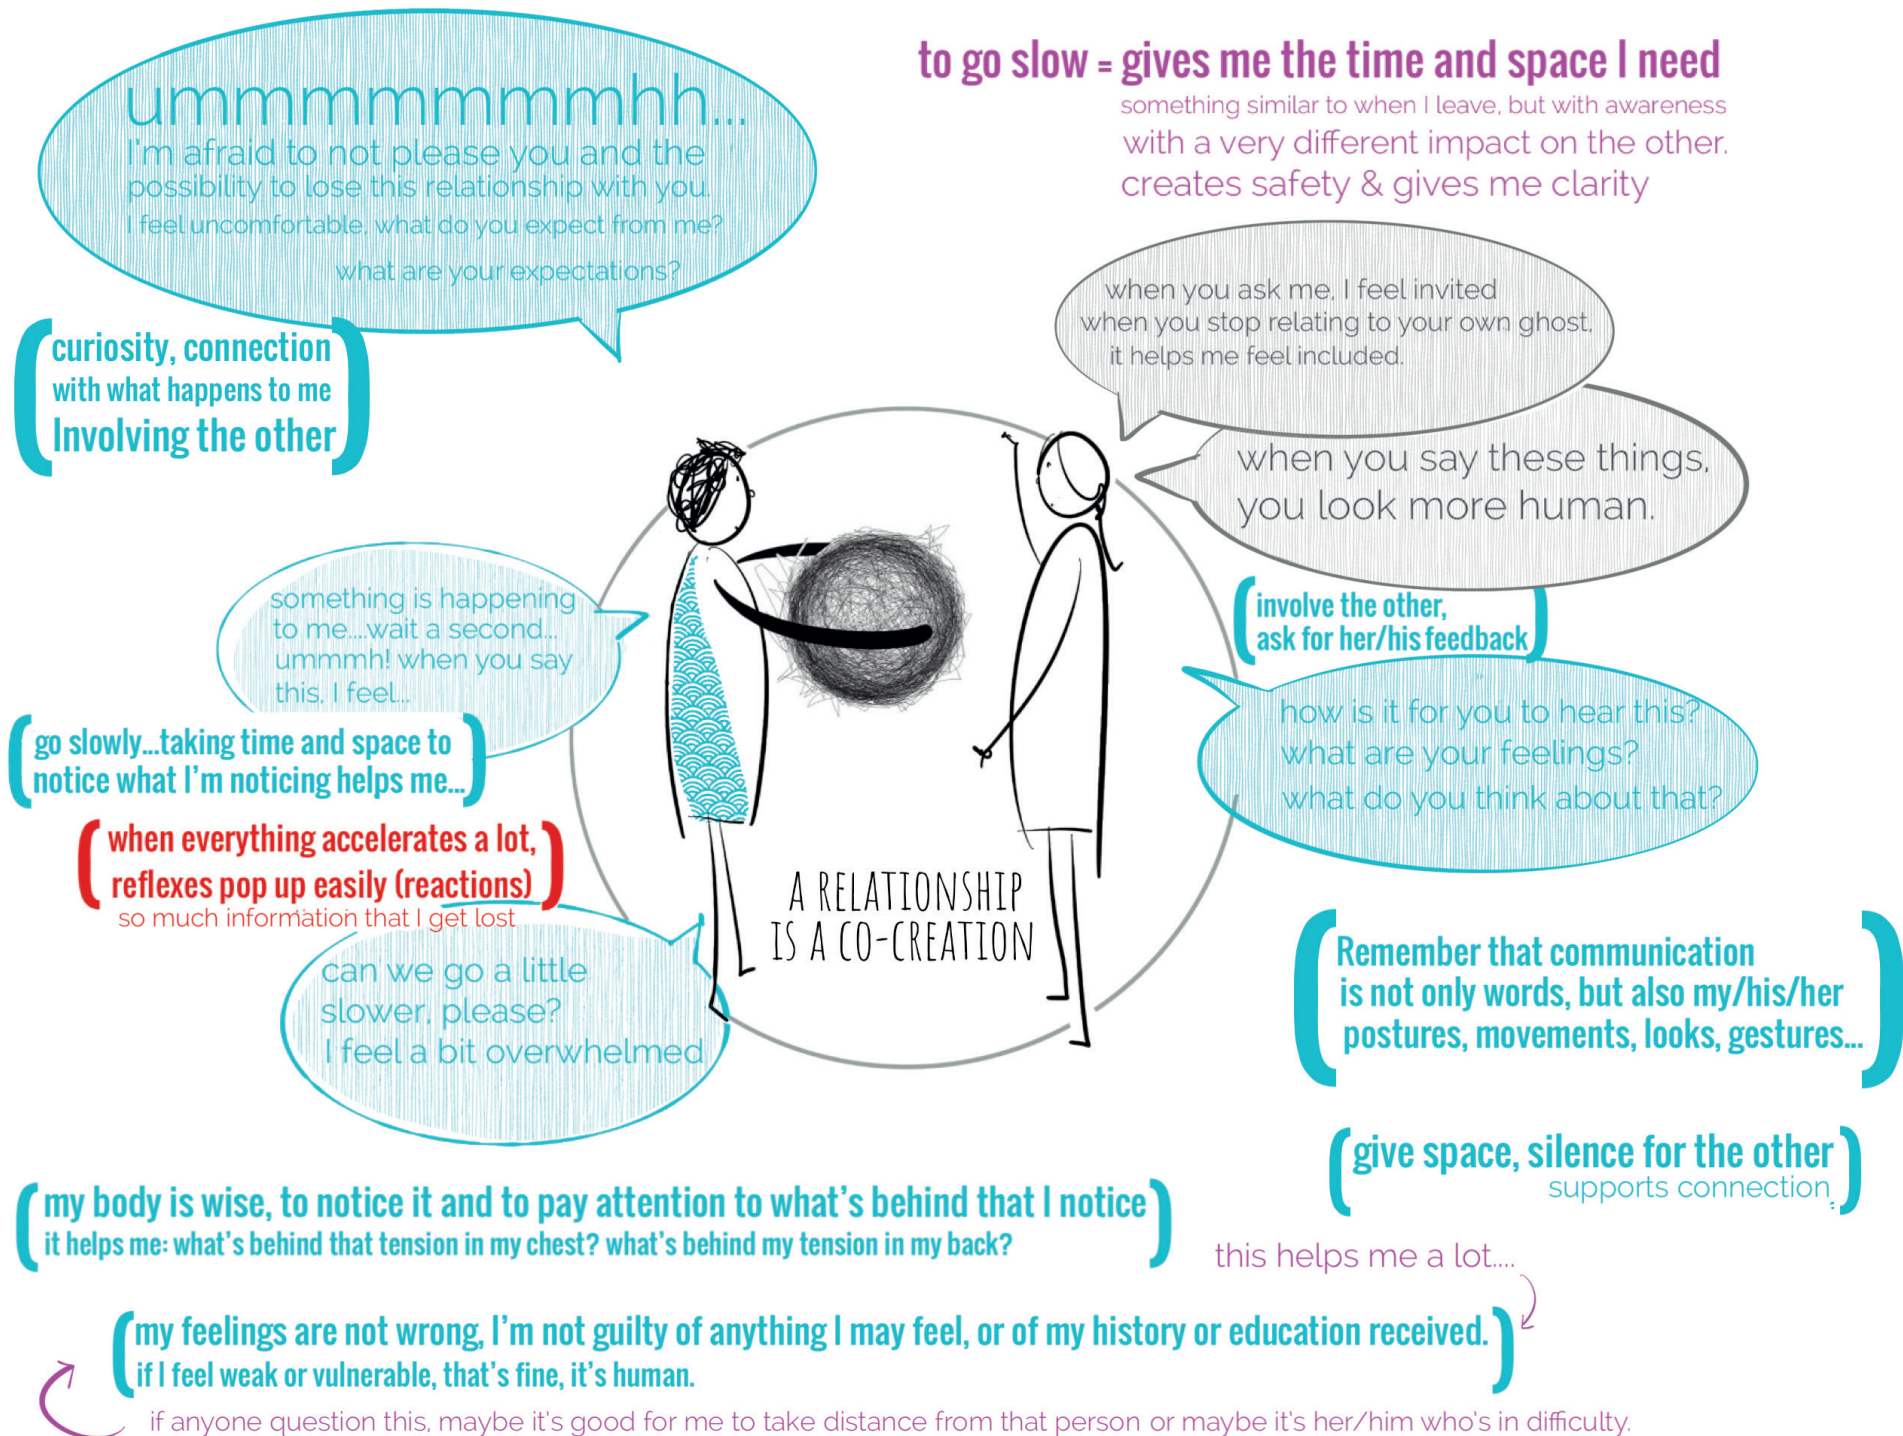 ummmmmmmmmhh...
I'm afraid to not please you and the
possibility to lose this relationship with you.
I feel uncomfortable, what do you expect from me?
what are your expectations?
to go slow = gives me the time and space I need
something similar to when I leave, but with awareness
with a very different impact on the other.
creates safety & gives me clarity
curiosity, connection
with what happens to me
Involving the other
when you ask me, I feel invited
when you stop relating to your own ghost,
it helps me feel included.
when you say these things,
you look more human.
something is happening
to me....wait a second...
ummmh! when you say
this, I feel...
go slowly...taking time and space to
notice what I'm noticing helps me...
when everything accelerates a lot,
reflexes pop up easily (reactions)
so much information that I get lost
can we go a little
slower, please?
I feel a bit overwhelmed
A RELATIONSHIP
IS A CO-CREATION
involve the other,
ask for her/his feedback
how is it for you to hear this?
what are your feelings?
what do you think about that?
Remember that communication
is not only words, but also my/his/her
postures, movements, looks, gestures...
give space, silence for the other
supports connection
my body is wise, to notice it and to pay attention to what's behind that I notice
it helps me: what's behind that tension in my chest? what's behind my tension in my back?
this helps me a lot....
my feelings are not wrong, I'm not guilty of anything I may feel, or of my history or education received.
if I feel weak or vulnerable, that's fine, it's human.
if anyone question this, maybe it's good for me to take distance from that person or maybe it's her/him who's in difficulty.